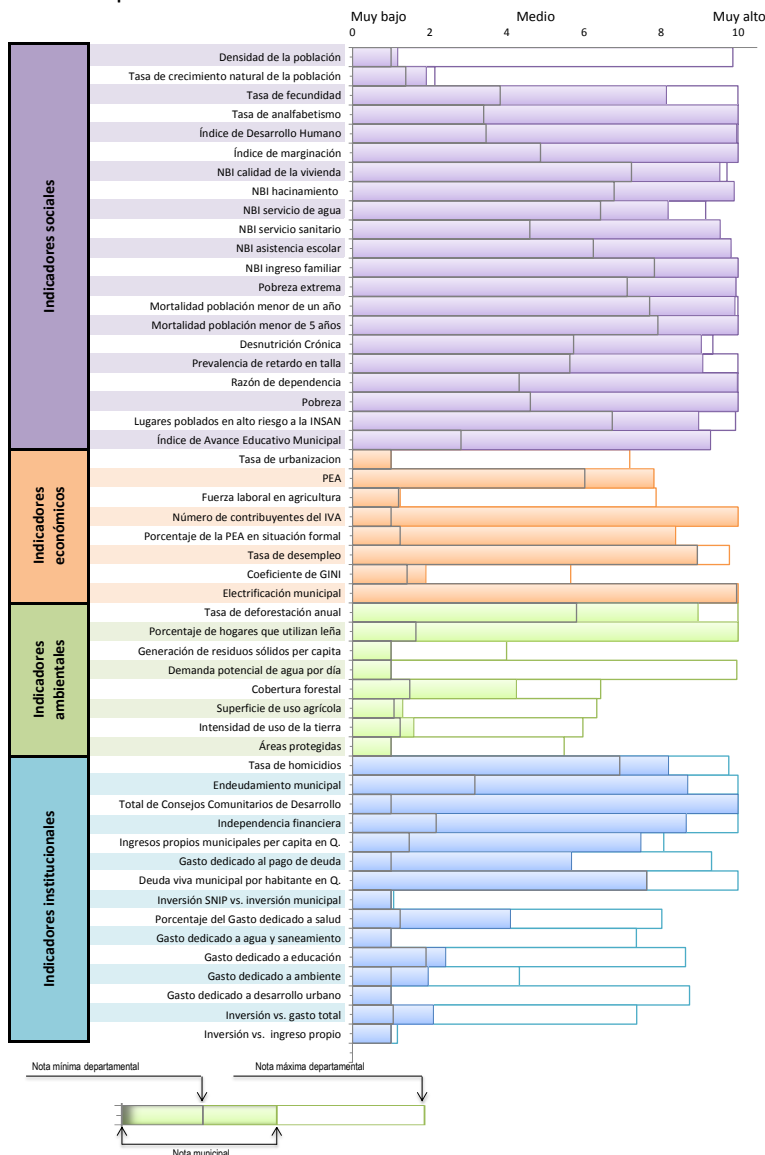 Muy bajo Medio Muy alto
0 2 4 6 8 10
Indicadores sociales
Densidad de la población
Tasa de crecimiento natural de la población
Tasa de fecundidad
Tasa de analfabetismo
Índice de Desarrollo Humano
Índice de marginación
NBI calidad de la vivienda
NBI hacinamiento
NBI servicio de agua
NBI servicio sanitario
NBI asistencia escolar
NBI ingreso familiar
Pobreza extrema
Mortalidad población menor de un año
Mortalidad población menor de 5 años
Desnutrición Crónica
Prevalencia de retardo en talla
Razón de dependencia
Pobreza
Lugares poblados en alto riesgo a la INSAN
Índice de Avance Educativo Municipal
Indicadores
económicos
Tasa de urbanizacion
PEA
Fuerza laboral en agricultura
Número de contribuyentes del IVA
Porcentaje de la PEA en situación formal
Tasa de desempleo
Coeficiente de GINI
Electrificación municipal
Indicadores
ambientales
Tasa de deforestación anual
Porcentaje de hogares que utilizan leña
Generación de residuos sólidos per capita
Demanda potencial de agua por día
Cobertura forestal
Superficie de uso agrícola
Intensidad de uso de la tierra
Áreas protegidas
Indicadores institucionales
Tasa de homicidios
Endeudamiento municipal
Total de Consejos Comunitarios de Desarrollo
Independencia financiera
Ingresos propios municipales per capita en Q.
Gasto dedicado al pago de deuda
Deuda viva municipal por habitante en Q.
Inversión SNIP vs. inversión municipal
Porcentaje del Gasto dedicado a salud
Gasto dedicado a agua y saneamiento
Gasto dedicado a educación
Gasto dedicado a ambiente
Gasto dedicado a desarrollo urbano
Inversión vs. gasto total
Inversión vs. ingreso propio
Nota mínima departamental Nota máxima departamental
Nota municipal